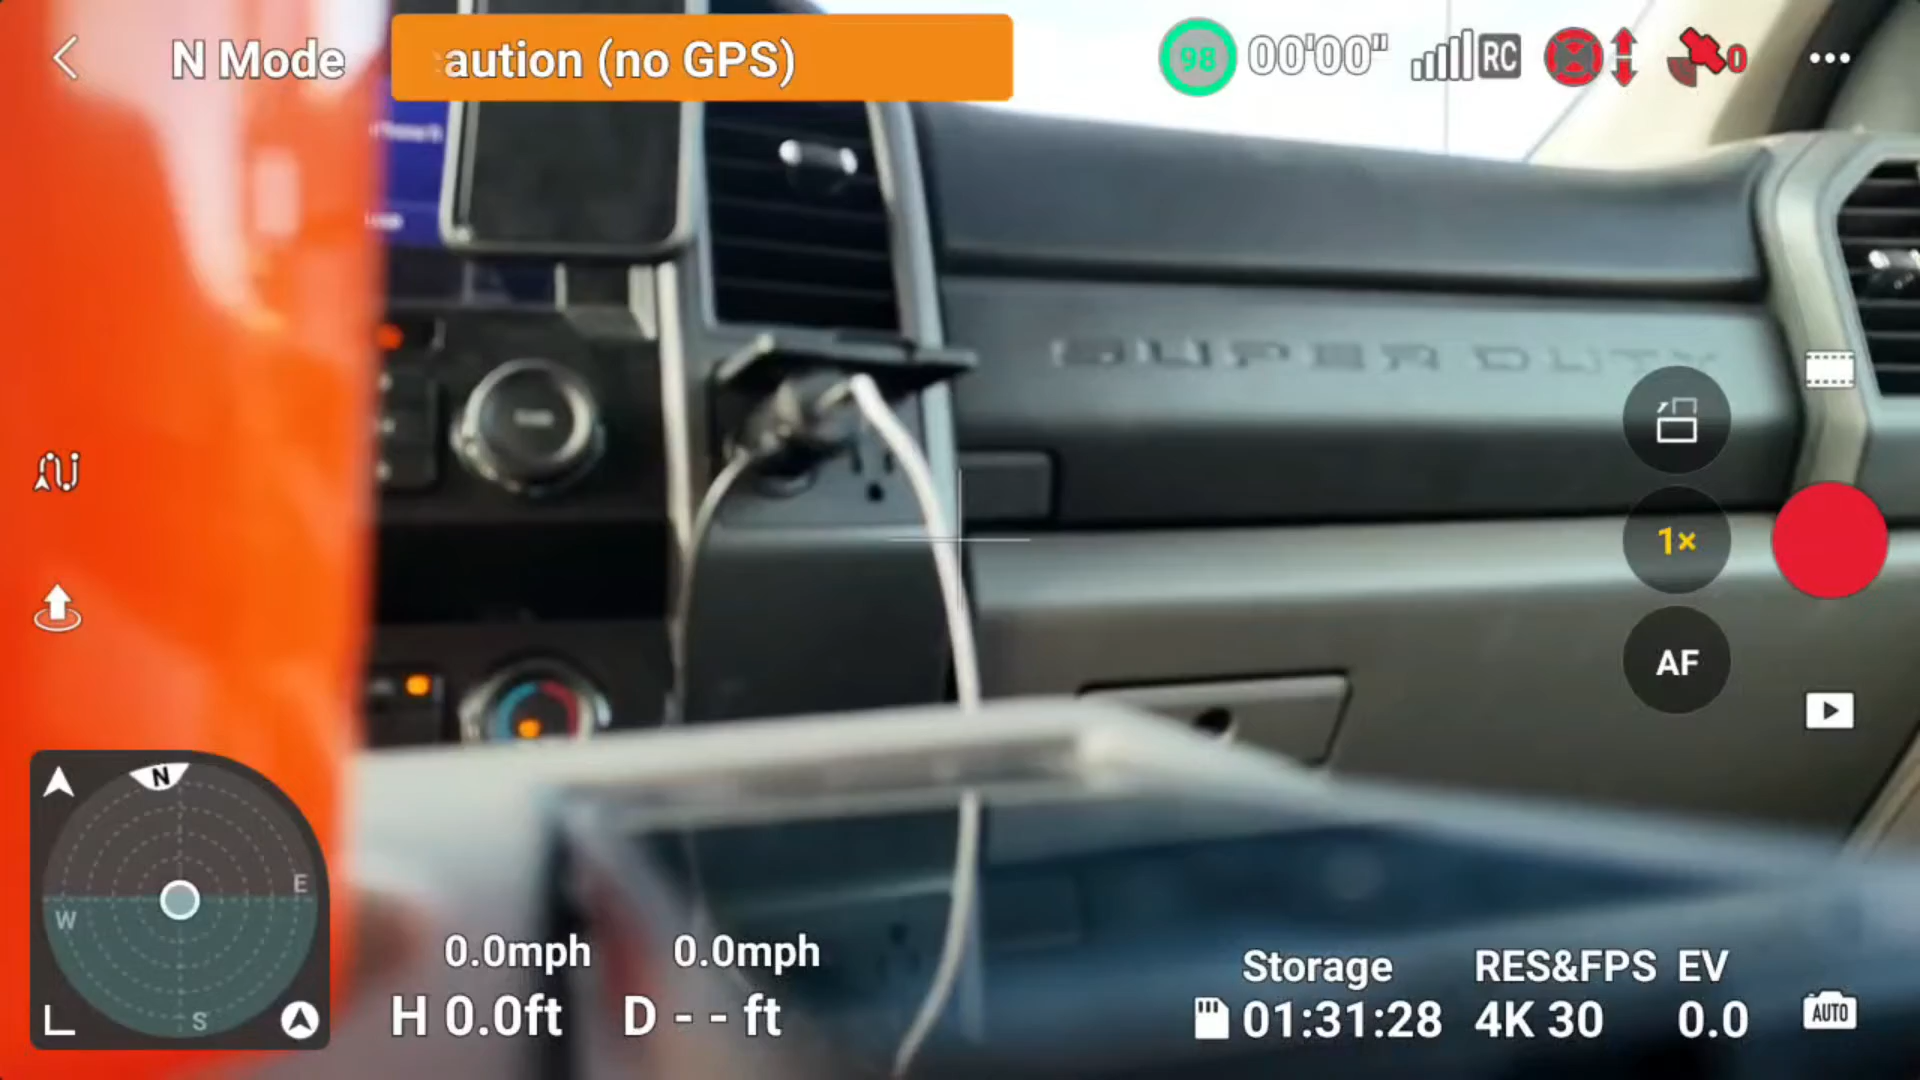 N Mode
aution (no GPS)
98
00'00"
RC
0
SUPER DUTY
1×
AF
N
E
W
S
0.0mph
0.0mph
H 0.0ft
D - - ft
Storage
01:31:28
RES&FPS
4K 30
EV
0.0
AUTO